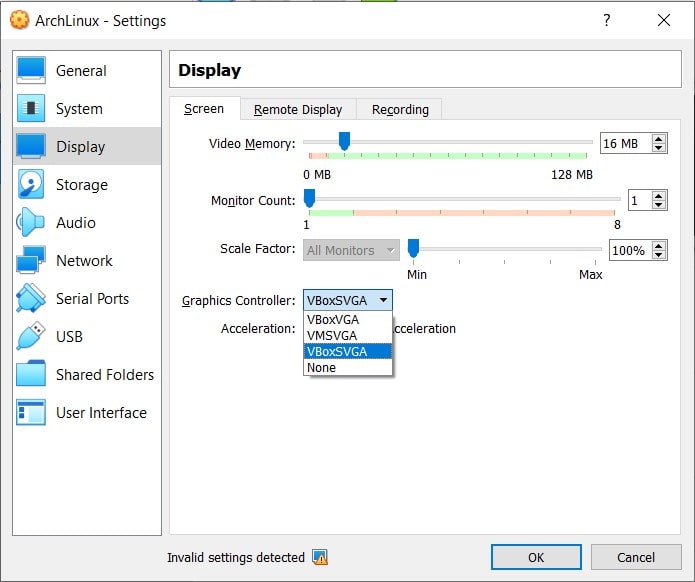 ArchLinux - Settings
?
General
System
Display
Storage
Audio
Network
Serial Ports
USB
Shared Folders
User Interface
Display
Screen
Remote Display
Recording
Video Memory:
16 MB
0 MB
128 MB
Monitor Count:
1
1
8
Scale Factor:
All Monitors
100%
Min
Max
Graphics Controller:
VBoxSVGA
VBoxVGA
VMSVGA
VBoxSVGA
None
Acceleration:
cceleration
Invalid settings detected
OK
Cancel